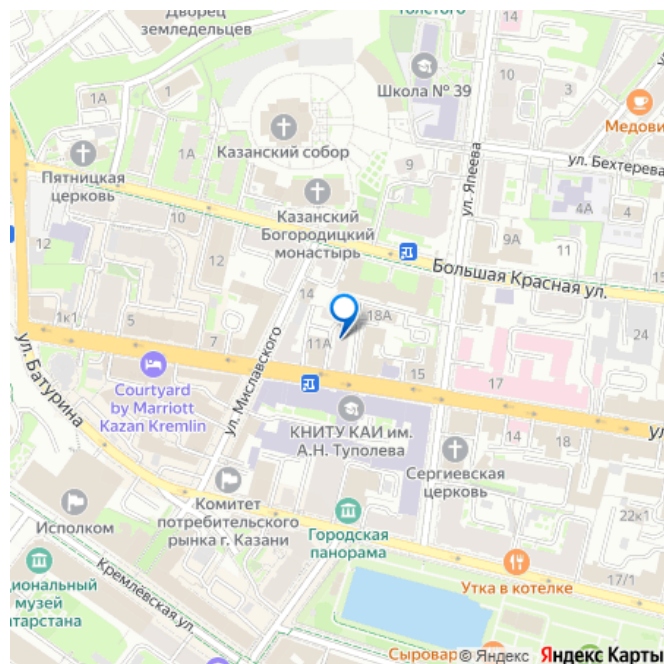 Дворец
земледельцев
Толстого
14
10
3
Школа № 39
1А
1
Медови
Казанский собор
1А
9
ул. Бехтерева
Пятницкая
церковь
ул. Япеева
4А
4
Казанский
Богородицкий
монастырь
10
12
12
9А
11
15
Большая Красная ул.
14
1к1
5
7
11А
18А
24
ул. Батурина
ул. Миславского
15
17
Courtyard
by Marriott
Kazan Kremlin
КНИТУ КАИ им.
А.Н. Туполева
14
18
ул
Сергиевская
церковь
Комитет
потребительского
рынка г. Казани
Исполком
Городская
панорама
22к1
Кремлёвская ул.
циональный
музей
атарстана
Утка в котелке
17/1
Сыровар
© Яндекс Яндекс Карты